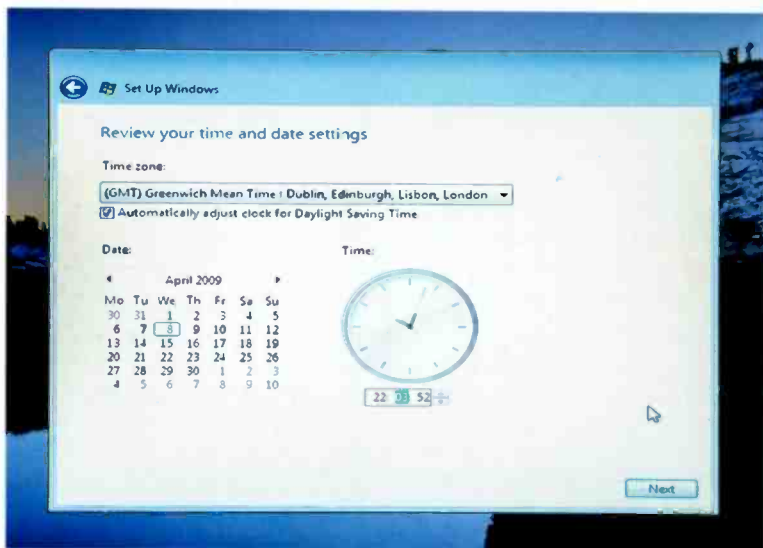 Set Up Windows
Review your time and date settings
Time zone:
(GMT) Greenwich Mean Time : Dublin, Edinburgh, Lisbon, London
Automatically adjust clock for Daylight Saving Time
Date:
Time:
April 2009
Mo Tu We Th Fr Sa Su
30 31 1 2 3 4 5
6 7 8 9 10 11 12
13 14 15 16 17 18 19
20 21 22 23 24 25 26
27 28 29 30 1 2 3
4 5 6 7 8 9 10
22 03 52
Next